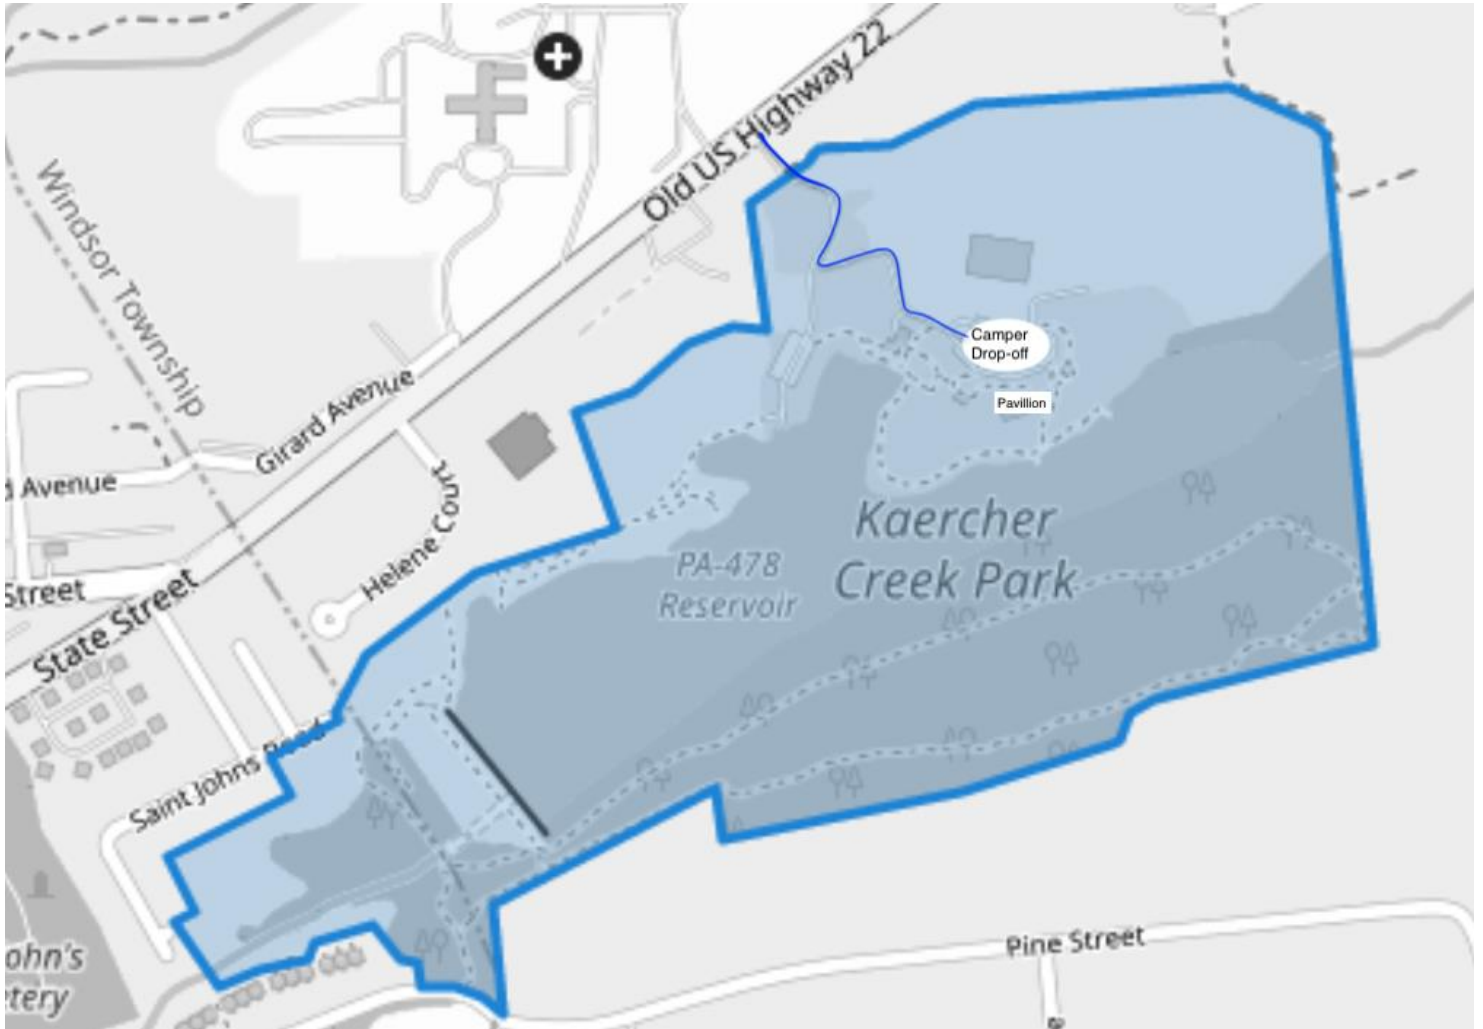 Old US Highway 22
Windsor Township
Camper
Drop-off
Pavillion
Girard Avenue
d Avenue
Helene Court
Kaercher
Creek Park
PA-478
Reservoir
Street
State Street
Saint Johns Road
Pine Street
ohn's
tery